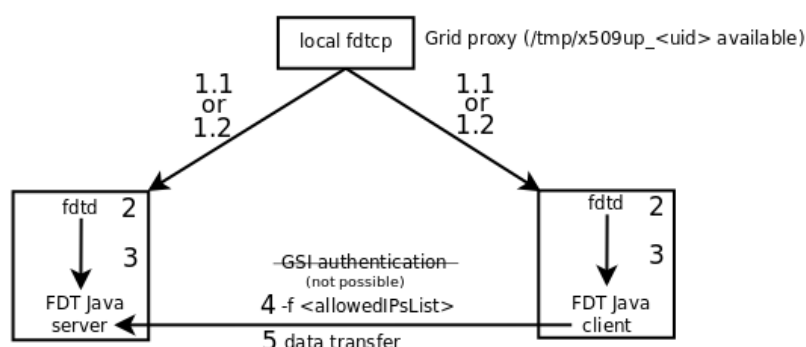 local fdtcp
Grid proxy (/tmp/x509up_<uid> available)
1.1
or
1.2
1.1
or
1.2
fdtd 2
3
FDT Java
server
fdtd 2
3
FDT Java
client
GSI authentication
(not possible)
4 -f <allowedIPsList>
5 data transfer